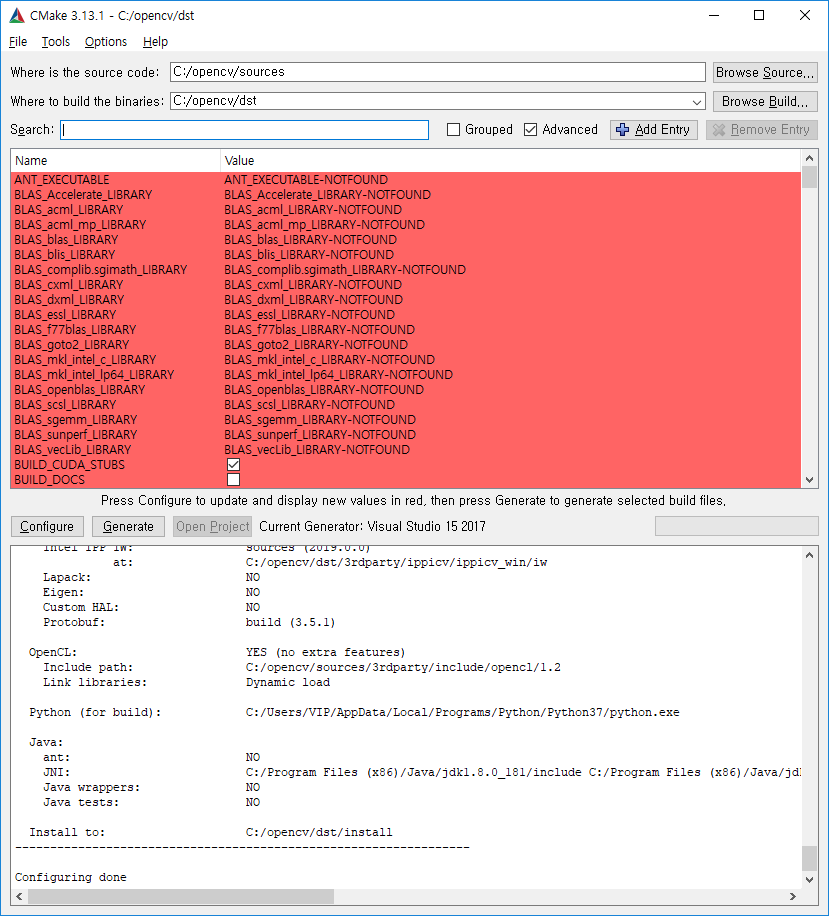 CMake 3.13.1 - C:/opencv/dst
File Tools Options Help
Where is the source code: C:/opencv/sources Browse Source...
Where to build the binaries: C:/opencv/dst Browse Build...
Search: Grouped Advanced Add Entry Remove Entry
Name Value
ANT_EXECUTABLE ANT_EXECUTABLE-NOTFOUND
BLAS_Accelerate_LIBRARY BLAS_Accelerate_LIBRARY-NOTFOUND
BLAS_acml_LIBRARY BLAS_acml_LIBRARY-NOTFOUND
BLAS_acml_mp_LIBRARY BLAS_acml_mp_LIBRARY-NOTFOUND
BLAS_blas_LIBRARY BLAS_blas_LIBRARY-NOTFOUND
BLAS_blis_LIBRARY BLAS_blis_LIBRARY-NOTFOUND
BLAS_complib.sgimath_LIBRARY BLAS_complib.sgimath_LIBRARY-NOTFOUND
BLAS_cxml_LIBRARY BLAS_cxml_LIBRARY-NOTFOUND
BLAS_dxml_LIBRARY BLAS_dxml_LIBRARY-NOTFOUND
BLAS_essl_LIBRARY BLAS_essl_LIBRARY-NOTFOUND
BLAS_f77blas_LIBRARY BLAS_f77blas_LIBRARY-NOTFOUND
BLAS_goto2_LIBRARY BLAS_goto2_LIBRARY-NOTFOUND
BLAS_mkl_intel_c_LIBRARY BLAS_mkl_intel_c_LIBRARY-NOTFOUND
BLAS_mkl_intel_lp64_LIBRARY BLAS_mkl_intel_lp64_LIBRARY-NOTFOUND
BLAS_openblas_LIBRARY BLAS_openblas_LIBRARY-NOTFOUND
BLAS_scsl_LIBRARY BLAS_scsl_LIBRARY-NOTFOUND
BLAS_sgemm_LIBRARY BLAS_sgemm_LIBRARY-NOTFOUND
BLAS_sunperf_LIBRARY BLAS_sunperf_LIBRARY-NOTFOUND
BLAS_vecLib_LIBRARY BLAS_vecLib_LIBRARY-NOTFOUND
BUILD_CUDA_STUBS
BUILD_DOCS
Press Configure to update and display new values in red, then press Generate to generate selected build files.
Configure Generate Open Project Current Generator: Visual Studio 15 2017
Intel IPP IW: sources (2019.0.0)
at: C:/opencv/dst/3rdparty/ippicv/ippicv_win/iw
Lapack: NO
Eigen: NO
Custom HAL: NO
Protobuf: build (3.5.1)
OpenCL: YES (no extra features)
Include path: C:/opencv/sources/3rdparty/include/opencl/1.2
Link libraries: Dynamic load
Python (for build): C:/Users/VIP/AppData/Local/Programs/Python/Python37/python.exe
Java:
ant: NO
JNI: C:/Program Files (x86)/Java/jdk1.8.0_181/include C:/Program Files (x86)/Java/jdk
Java wrappers: NO
Java tests: NO
Install to: C:/opencv/dst/install
-----------------------------------------------------------------
Configuring done